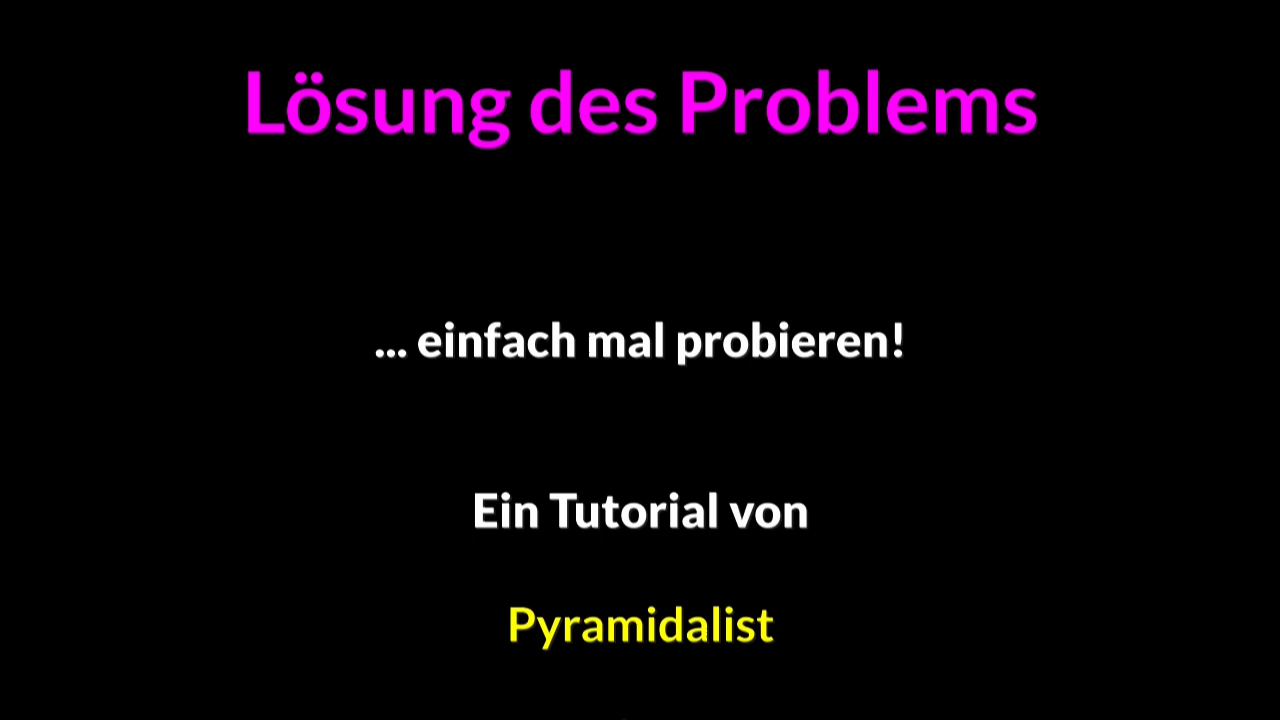 Lösung des Problems
... einfach mal probieren!
Ein Tutorial von
Pyramidalist